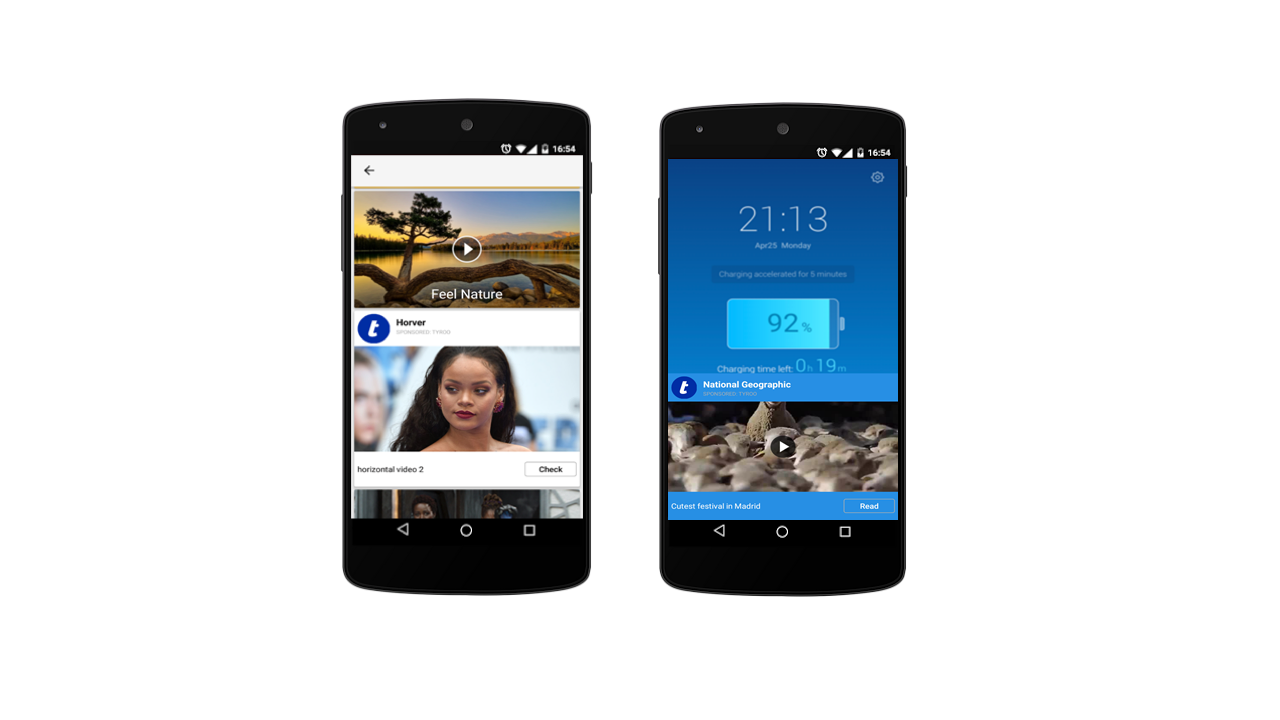 16:54
Feel Nature
t
Horver
SPONSORED: TYROO
horizontal video 2
Check
16:54
21:13
Apr25 Monday
Charging accelerated for 5 minutes
92%
Charging time left: 0h 19m
t
National Geographic
SPONSORED: TYROO
Cutest festival in Madrid
Read